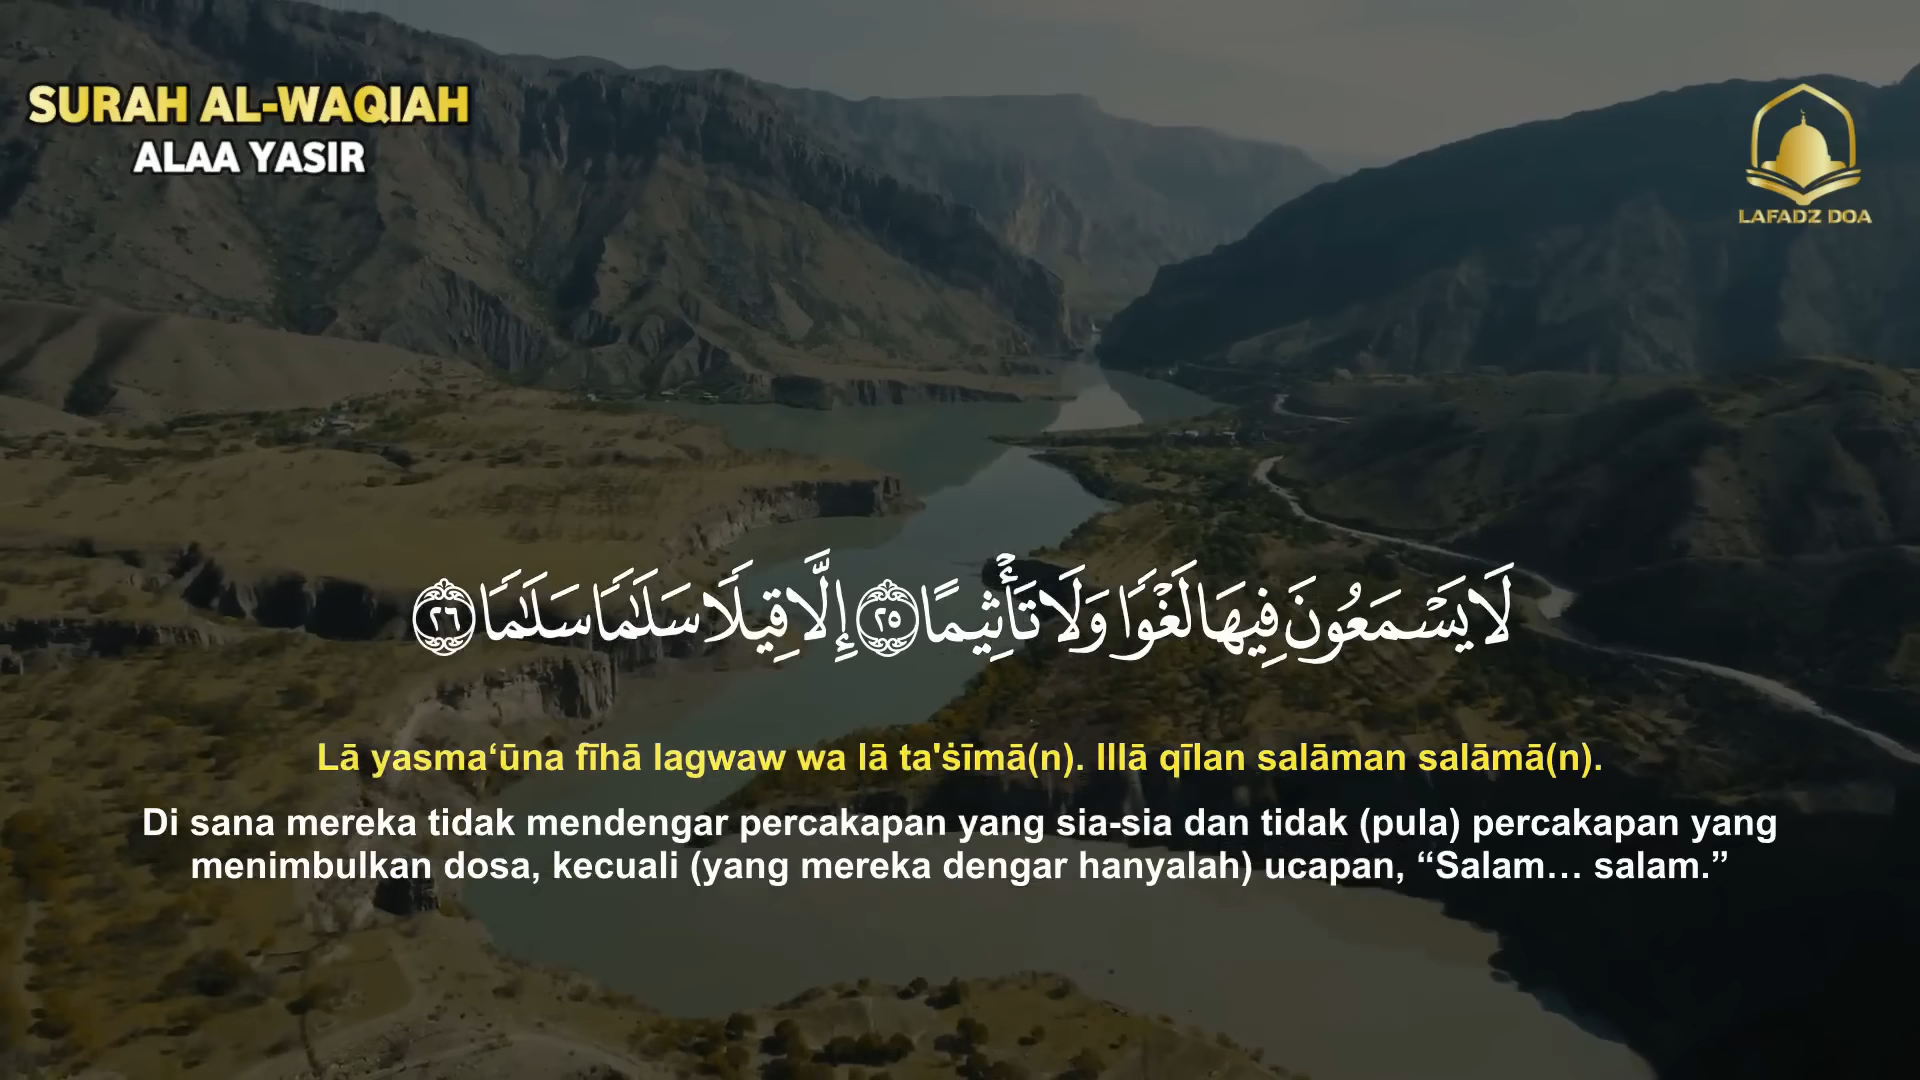 SURAH AL-WAQIAH
ALAA YASIR
LAFADZ DOA
لَا يَسْمَعُونَ فِيهَا لَغْوًا وَلَا تَأْثِيمًا ٢٥ إِلَّا قِيلًا سَلَٰمًا سَلَٰمًا ٢٦
Lā yasma‘ūna fīhā lagwaw wa lā ta'ṡīmā(n). Illā qīlan salāman salāmā(n).
Di sana mereka tidak mendengar percakapan yang sia-sia dan tidak (pula) percakapan yang
menimbulkan dosa, kecuali (yang mereka dengar hanyalah) ucapan, “Salam… salam.”